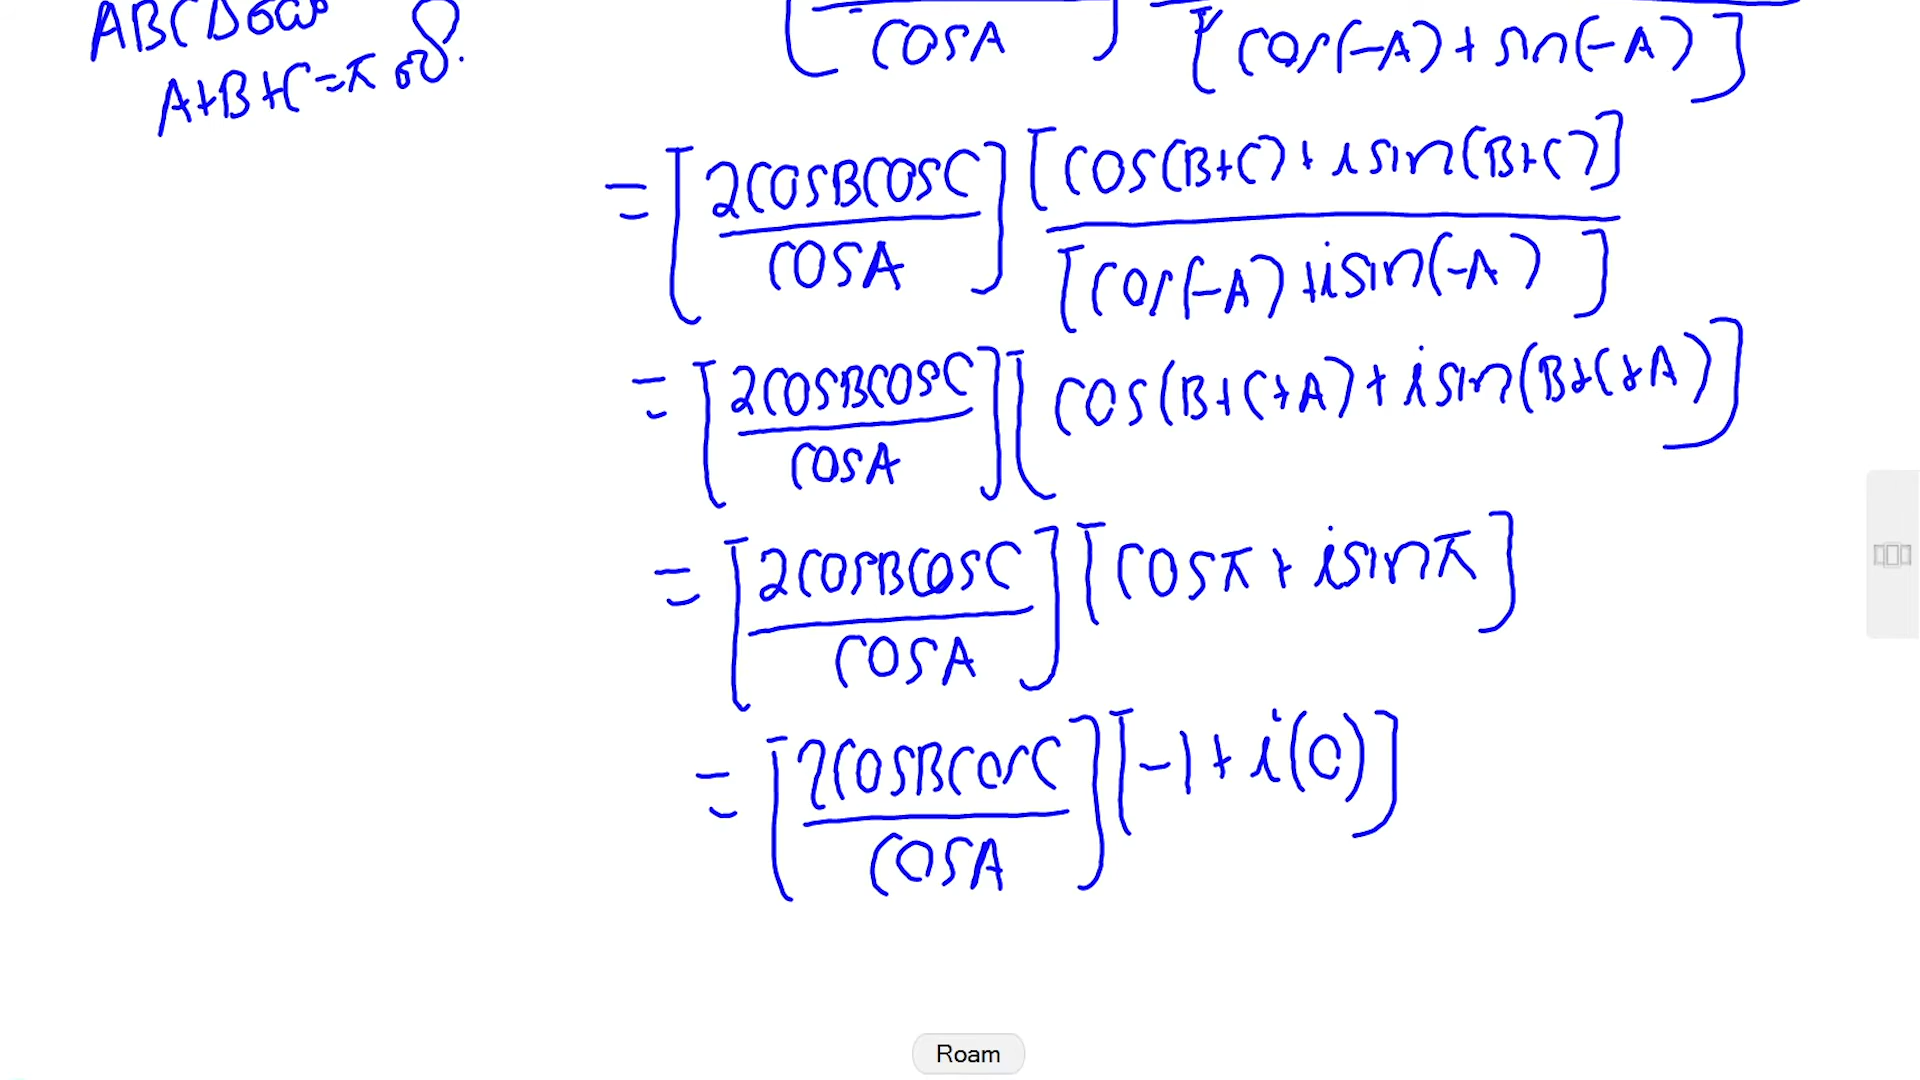 ABC Δ
A+B+C=π
COSA ] [cos(-A)+sin(-A)]
= [2COSBCOSC / COSA] [cos(B+C)+isin(B+C)] / [cos(-A)+isin(-A)]
= [2COSBCOSC / COSA] [cos(B+C+A)+isin(B+C+A)]
= [2COSBCOSC / COSA] [cosπ+isinπ]
= [2COSBCOSC / COSA] [-1+i(0)]
Roam